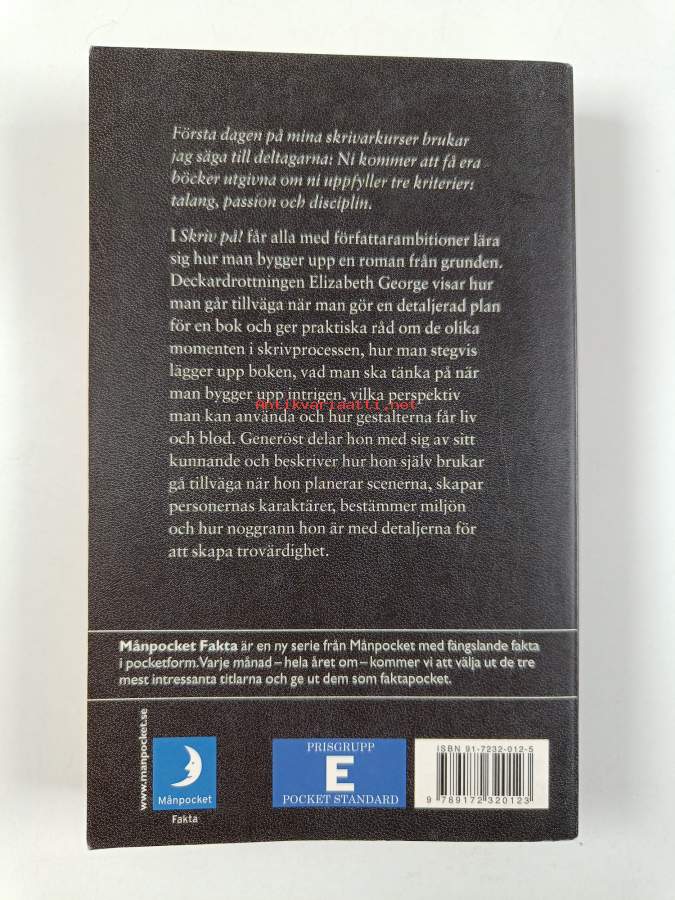 Första dagen på mina skrivarkurser brukar
jag säga till deltagarna: Ni kommer att få era
böcker utgivna om ni uppfyller tre kriterier:
talang, passion och disciplin.
I Skriv på! får alla med författarambitioner lära
sig hur man bygger upp en roman från grunden.
Deckardrottningen Elizabeth George visar hur
man går tillväga när man gör en detaljerad plan
för en bok och ger praktiska råd om de olika
momenten i skrivprocessen, hur man stegvis
lägger upp boken, vad man ska tänka på när
man bygger upp intrigen, vilka perspektiv
Antikvariaatti.net
man kan använda och hur gestalterna får liv
och blod. Generöst delar hon med sig av sitt
kunnande och beskriver hur hon själv brukar
gå tillväga när hon planerar scenerna, skapar
personernas karaktärer, bestämmer miljön
och hur noggrann hon är med detaljerna för
att skapa trovärdighet.
Månpocket Fakta är en ny serie från Månpocket med fängslande fakta
i pocketform. Varje månad – hela året om – kommer vi att välja ut de tre
mest intressanta titlarna och ge ut dem som faktapocket.
www.manpocket.se
Månpocket
Fakta
PRISGRUPP
E
POCKET STANDARD
ISBN 91-7232-012-5
9 789172 320123